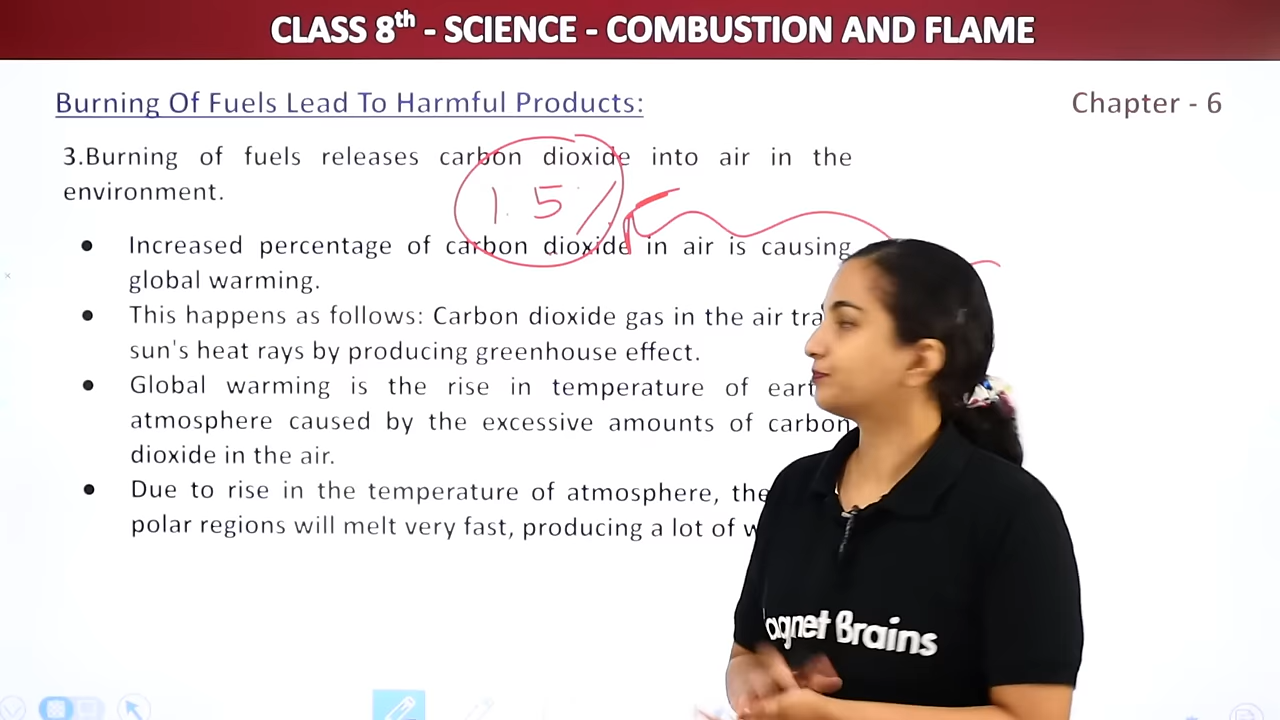 CLASS 8th - SCIENCE - COMBUSTION AND FLAME
Burning Of Fuels Lead To Harmful Products:
Chapter - 6
3.Burning of fuels releases carbon dioxide into air in the
environment.
1.5%
● Increased percentage of carbon dioxide in air is causing
global warming.
● This happens as follows: Carbon dioxide gas in the air
sun's heat rays by producing greenhouse effect.
● Global warming is the rise in temperature of
atmosphere caused by the excessive amounts of carbon
dioxide in the air.
● Due to rise in the temperature of atmosphere,
polar regions will melt very fast, producing a lot of
agnet Brains